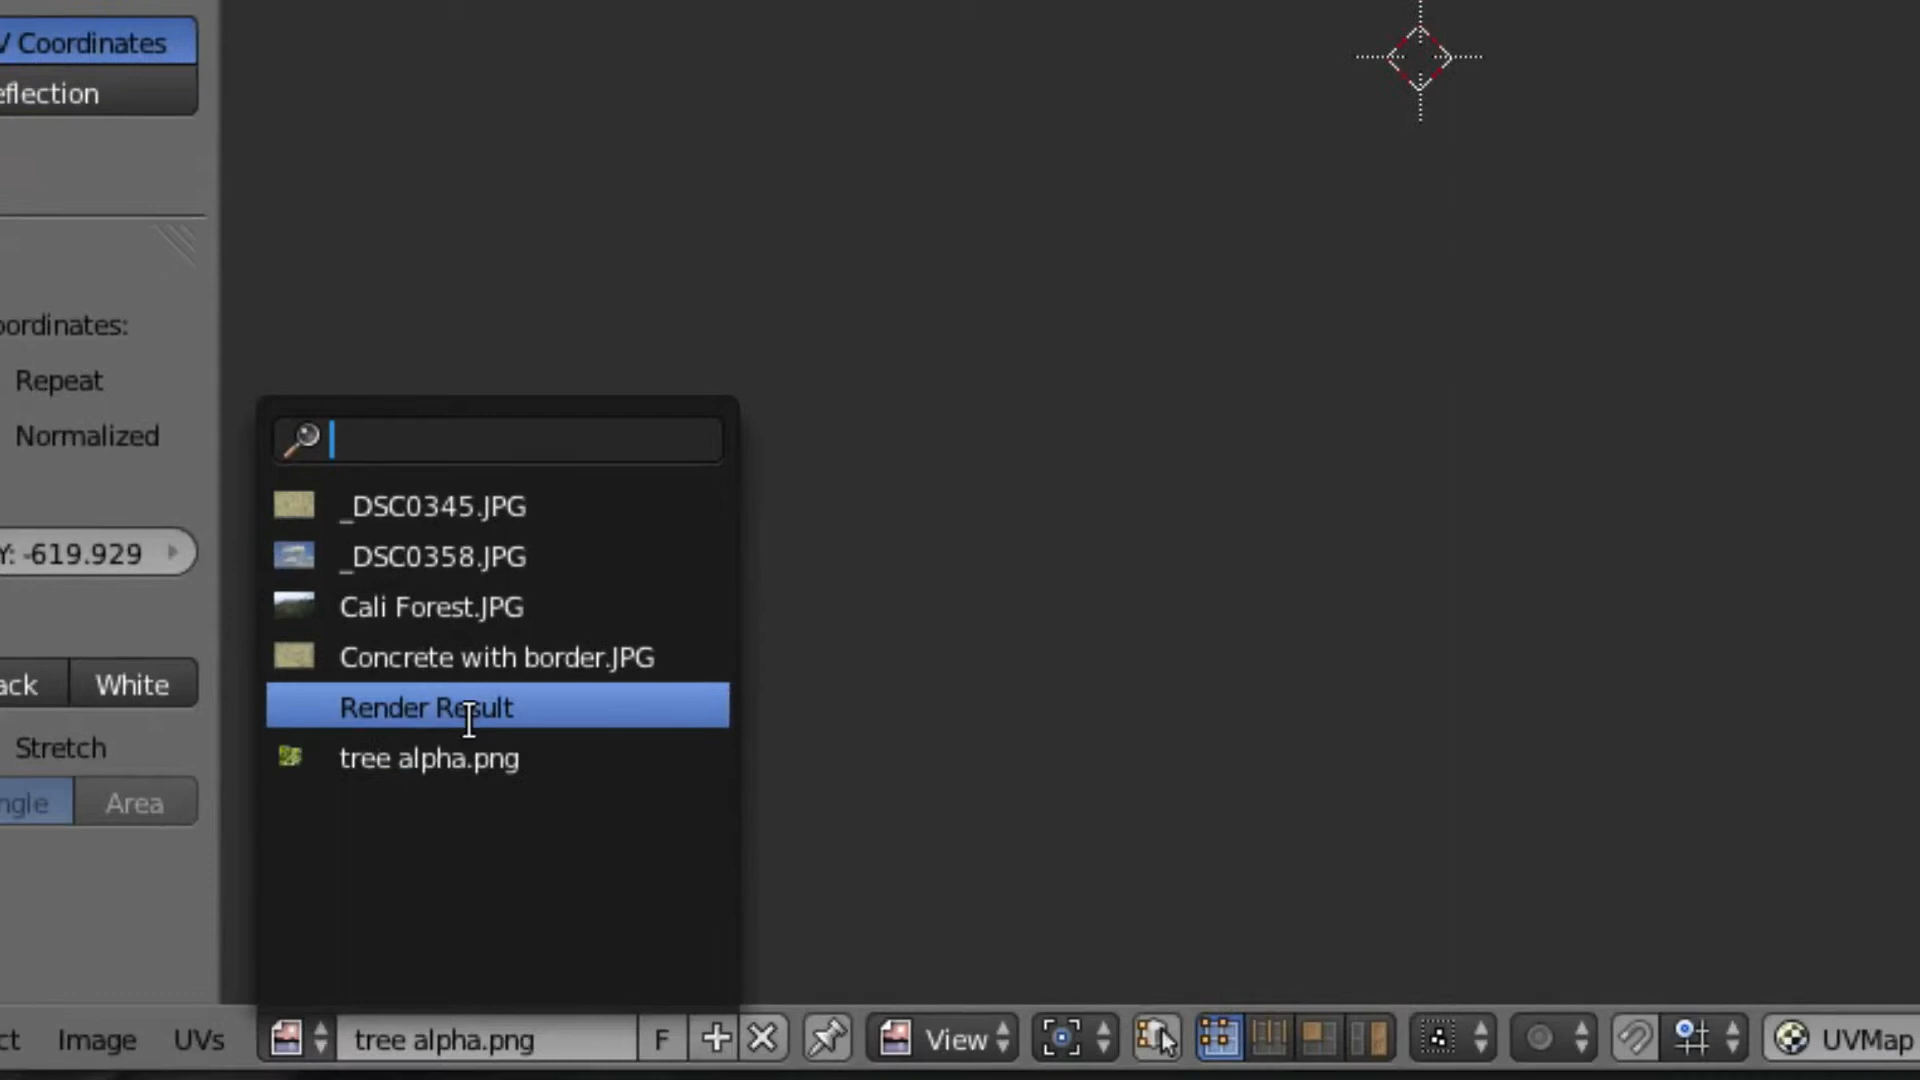 V Coordinates
eflection
oordinates:
Repeat
Normalized
Y: -619.929
ack
White
Stretch
ngle
Area
_DSC0345.JPG
_DSC0358.JPG
Cali Forest.JPG
Concrete with border.JPG
Render Result
tree alpha.png
ct Image UVs tree alpha.png F View UVMap